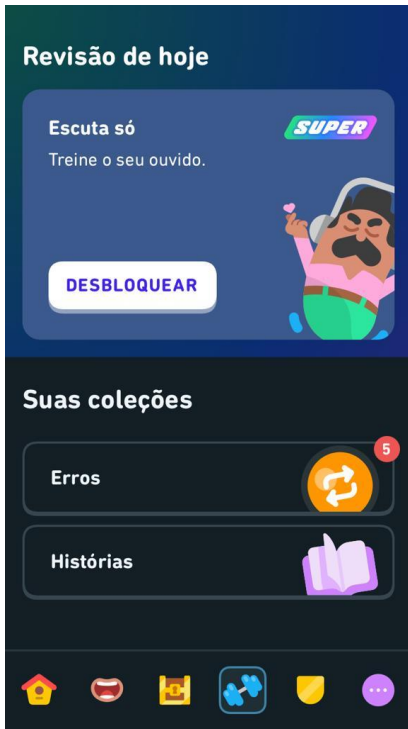 Revisão de hoje
Escuta só
SUPER
Treine o seu ouvido.
DESBLOQUEAR
Suas coleções
5
Erros
Histórias